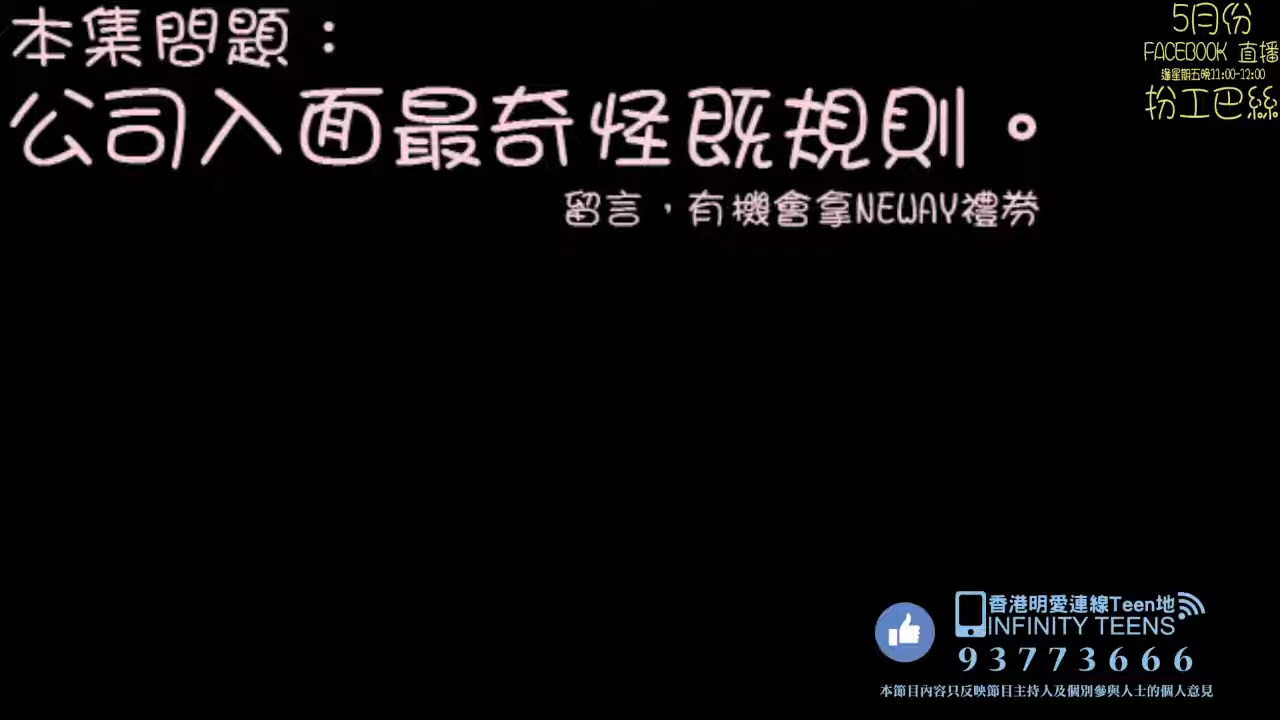 本集問題：
公司入面最奇怪既規則。
留言，有機會拿NEWAY禮券
5月份
FACEBOOK 直播
逢星期五晚11:00-12:00
扮工巴絲
香港明愛連線Teen地
INFINITY TEENS
93773666
本節目內容只反映節目主持人及個別參與人士的個人意見